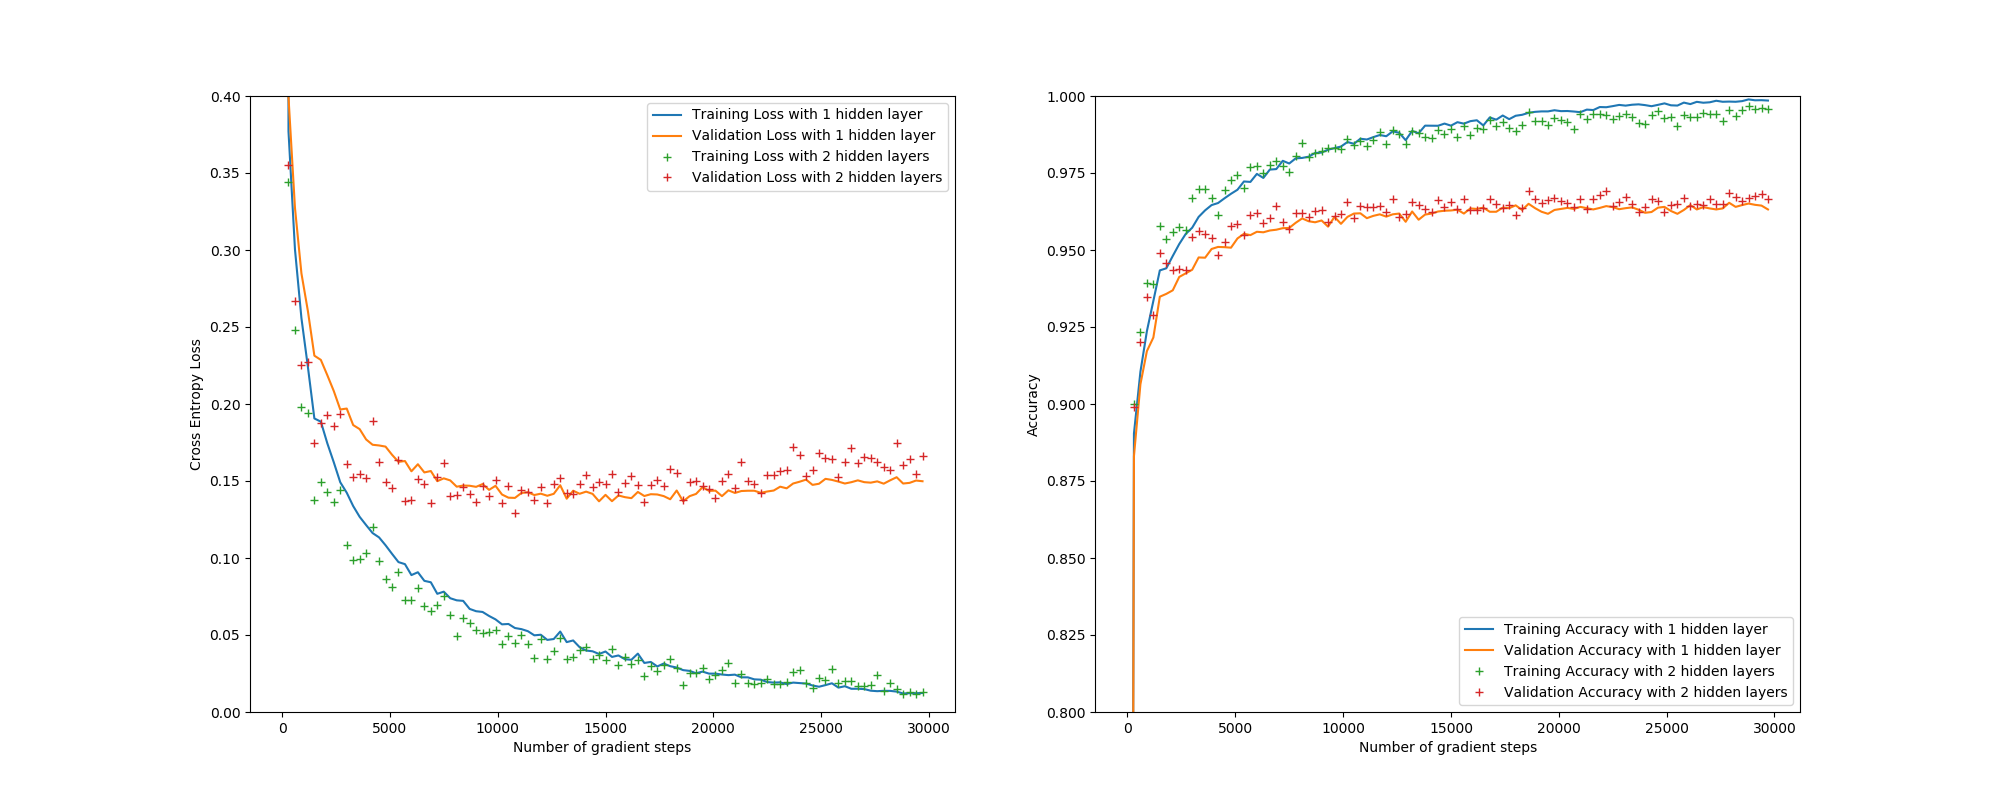 0.40
0.35
0.30
0.25
0.20
0.15
0.10
0.05
0.00
Cross Entropy Loss
Training Loss with 1 hidden layer
Validation Loss with 1 hidden layer
Training Loss with 2 hidden layers
Validation Loss with 2 hidden layers
0 5000 10000 15000 20000 25000 30000
Number of gradient steps
1.000
0.975
0.950
0.925
0.900
0.875
0.850
0.825
0.800
Accuracy
Training Accuracy with 1 hidden layer
Validation Accuracy with 1 hidden layer
Training Accuracy with 2 hidden layers
Validation Accuracy with 2 hidden layers
0 5000 10000 15000 20000 25000 30000
Number of gradient steps